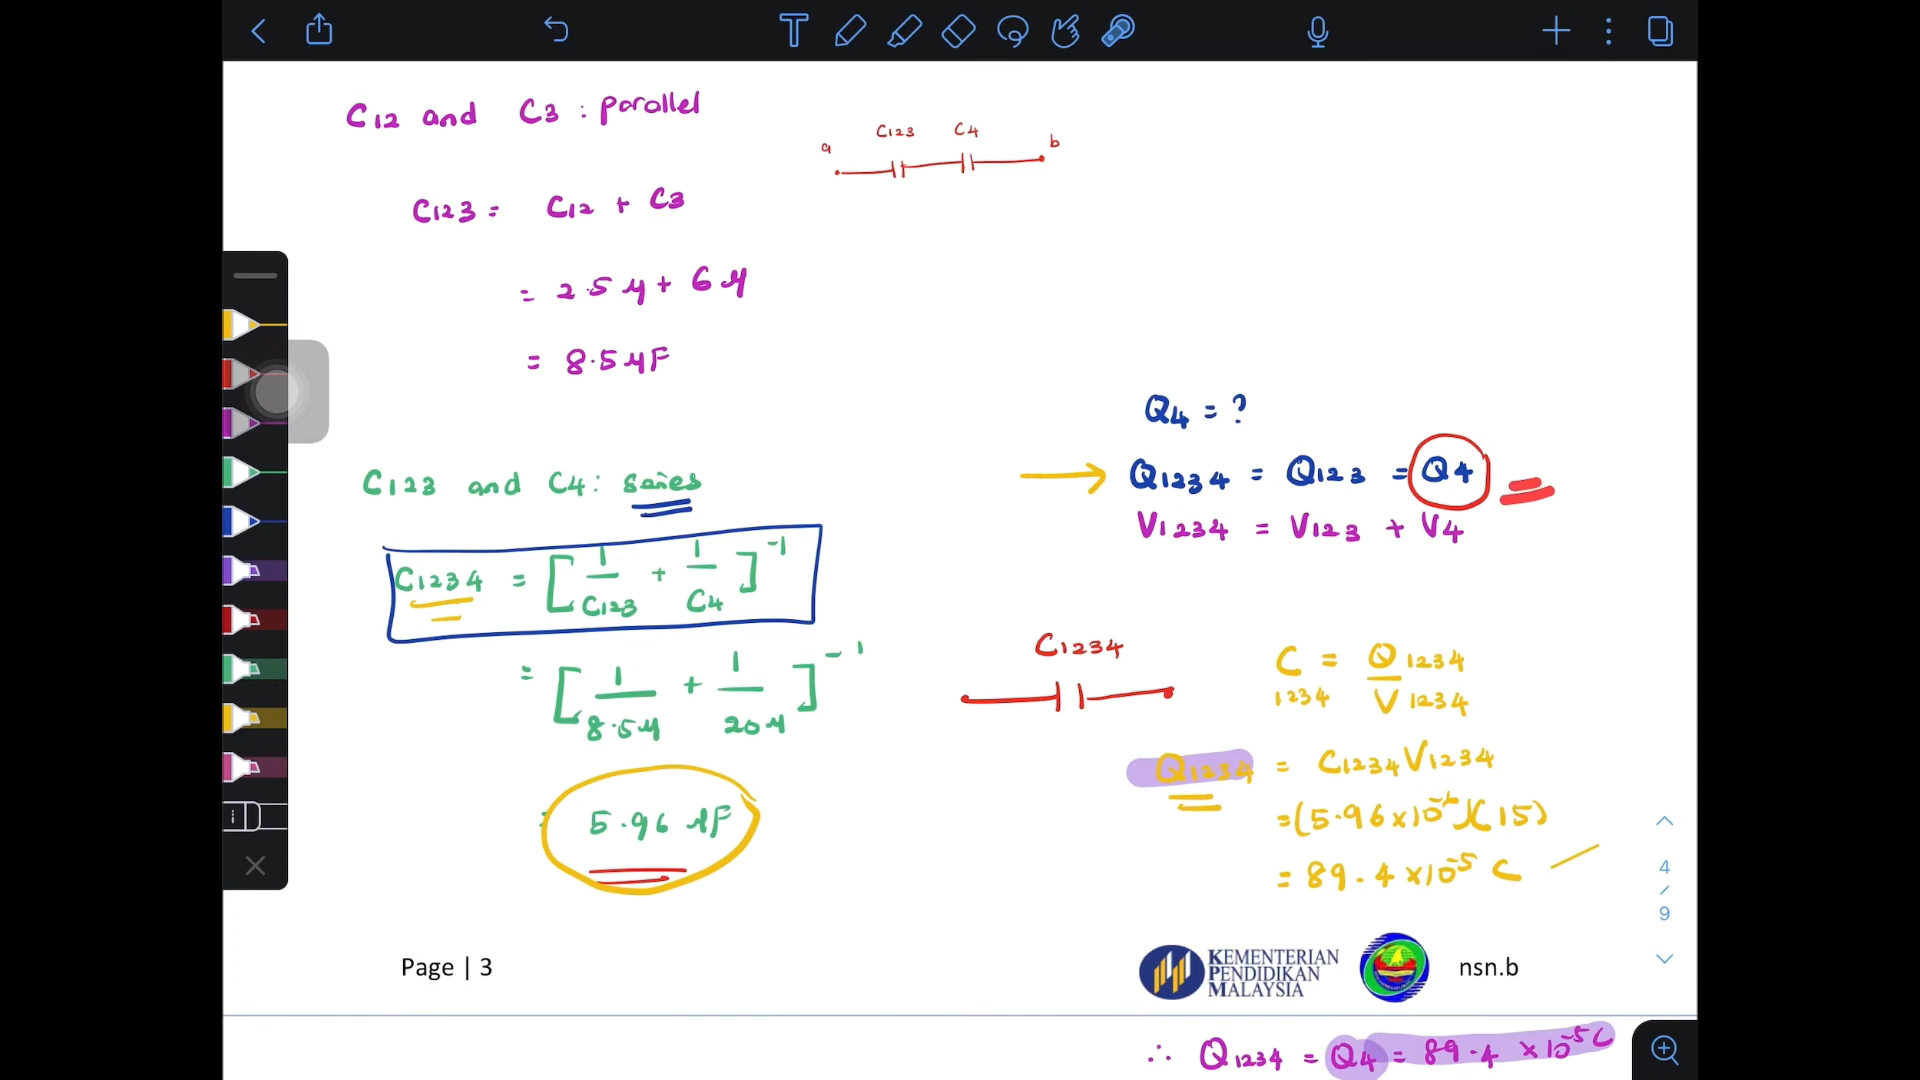 C12 and C3 : parallel
a C123 C4 b
C123 = C12 + C3
= 2.5 μ + 6 μ
= 8.5 μF
Q4 = ?
Q1234 = Q123 = Q4
V1234 = V123 + V4
C123 and C4 : series
C1234 = [ 1/C123 + 1/C4 ]⁻¹
= [ 1/8.5μ + 1/20μ ]⁻¹
= 5.96 μF
C1234
C1234 = Q1234/V1234
Q1234 = C1234 V1234
= (5.96 × 10⁻⁶)(15)
= 89.4 × 10⁻⁵ C
4
/
9
Page | 3
KEMENTERIAN
PENDIDIKAN
MALAYSIA
nsn.b
∴ Q1234 = Q4 = 89.4 × 10⁻⁵ C